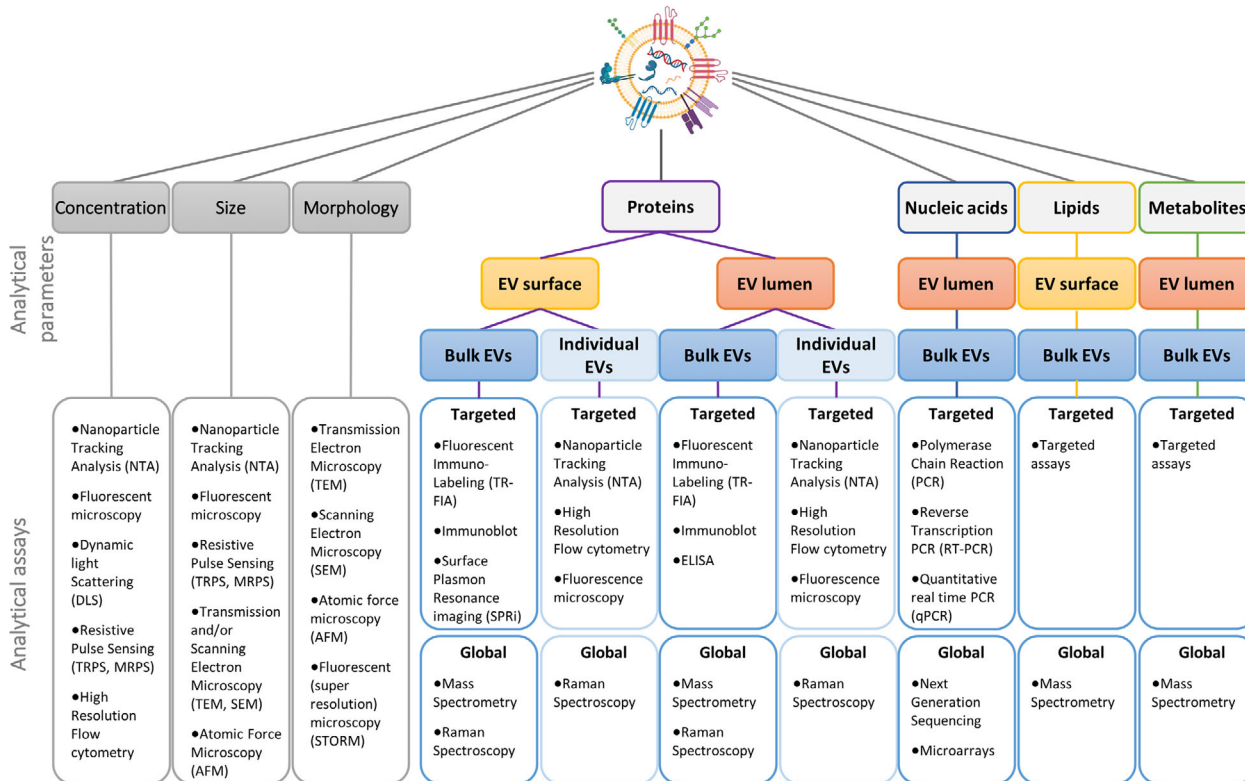 Concentration
Size
Morphology
Proteins
Nucleic acids
Lipids
Metabolites
Analytical
parameters
EV surface
EV lumen
EV lumen
EV surface
EV lumen
Bulk EVs
Individual
EVs
Bulk EVs
Individual
EVs
Bulk EVs
Bulk EVs
Bulk EVs
Analytical assays
●Nanoparticle
Tracking
Analysis (NTA)
●Fluorescent
microscopy
●Dynamic
light
Scattering
(DLS)
●Resistive
Pulse Sensing
(TRPS, MRPS)
●High
Resolution
Flow
cytometry
●Nanoparticle
Tracking
Analysis (NTA)
●Fluorescent
microscopy
●Resistive
Pulse Sensing
(TRPS, MRPS)
●Transmission
and/or
Scanning
Electron
Microscopy
(TEM, SEM)
●Atomic Force
Microscopy
(AFM)
●Transmission
Electron
Microscopy
(TEM)
●Scanning
Electron
Microscopy
(SEM)
●Atomic force
microscopy
(AFM)
●Fluorescent
(super
resolution)
microscopy
(STORM)
Targeted
●Fluorescent
Immuno-
Labeling (TR-
FIA)
●Immunoblot
●Surface
Plasmon
Resonance
imaging (SPRi)
Global
●Mass
Spectrometry
●Raman
Spectroscopy
Targeted
●Nanoparticle
Tracking
Analysis (NTA)
●High
Resolution
Flow cytometry
●Fluorescence
microscopy
Global
●Raman
Spectroscopy
Targeted
●Fluorescent
Immuno-
Labeling (TR-
FIA)
●Immunoblot
●ELISA
Global
●Mass
Spectrometry
●Raman
Spectroscopy
Targeted
●Nanoparticle
Tracking
Analysis (NTA)
●High
Resolution
Flow cytometry
●Fluorescence
microscopy
Global
●Raman
Spectroscopy
Targeted
●Polymerase
Chain Reaction
(PCR)
●Reverse
Transcription
PCR (RT-PCR)
●Quantitative
real time PCR
(qPCR)
Global
●Next
Generation
Sequencing
●Microarrays
Targeted
●Targeted
assays
Global
●Mass
Spectrometry
Targeted
●Targeted
assays
Global
●Mass
Spectrometry